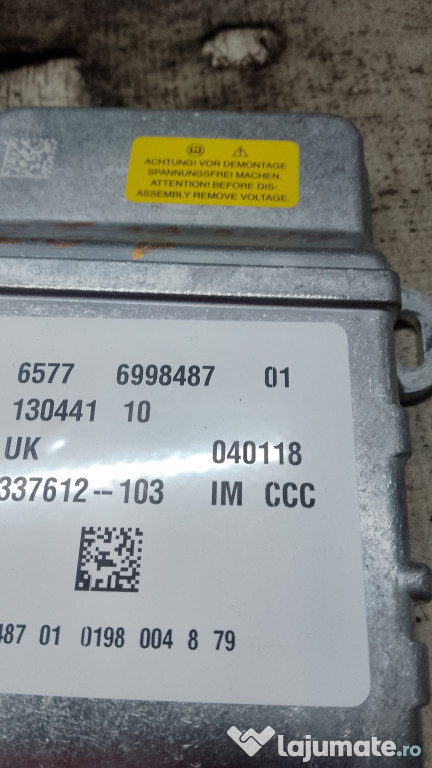 ACHTUNG! VOR DEMONTAGE
SPANNUNGSFREI MACHEN.
ATTENTION! BEFORE DIS-
ASSEMBLY REMOVE VOLTAGE.
6577 6998487 01
130441 10
UK 040118
337612--103 IM CCC
487 01 0198 004 8 79
lajumate.ro